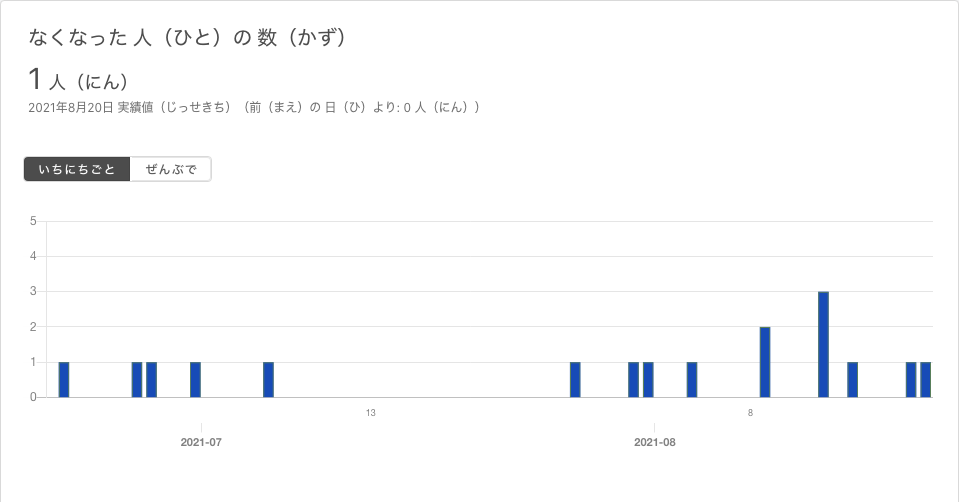 なくなった 人（ひと）の 数（かず）
1 人（にん）
2021年8月20日 実績値（じっせきち）（前（まえ）の 日（ひ）より: 0 人（にん））
いちにちごと ぜんぶで
5
4
3
2
1
0
13 8
2021-07 2021-08